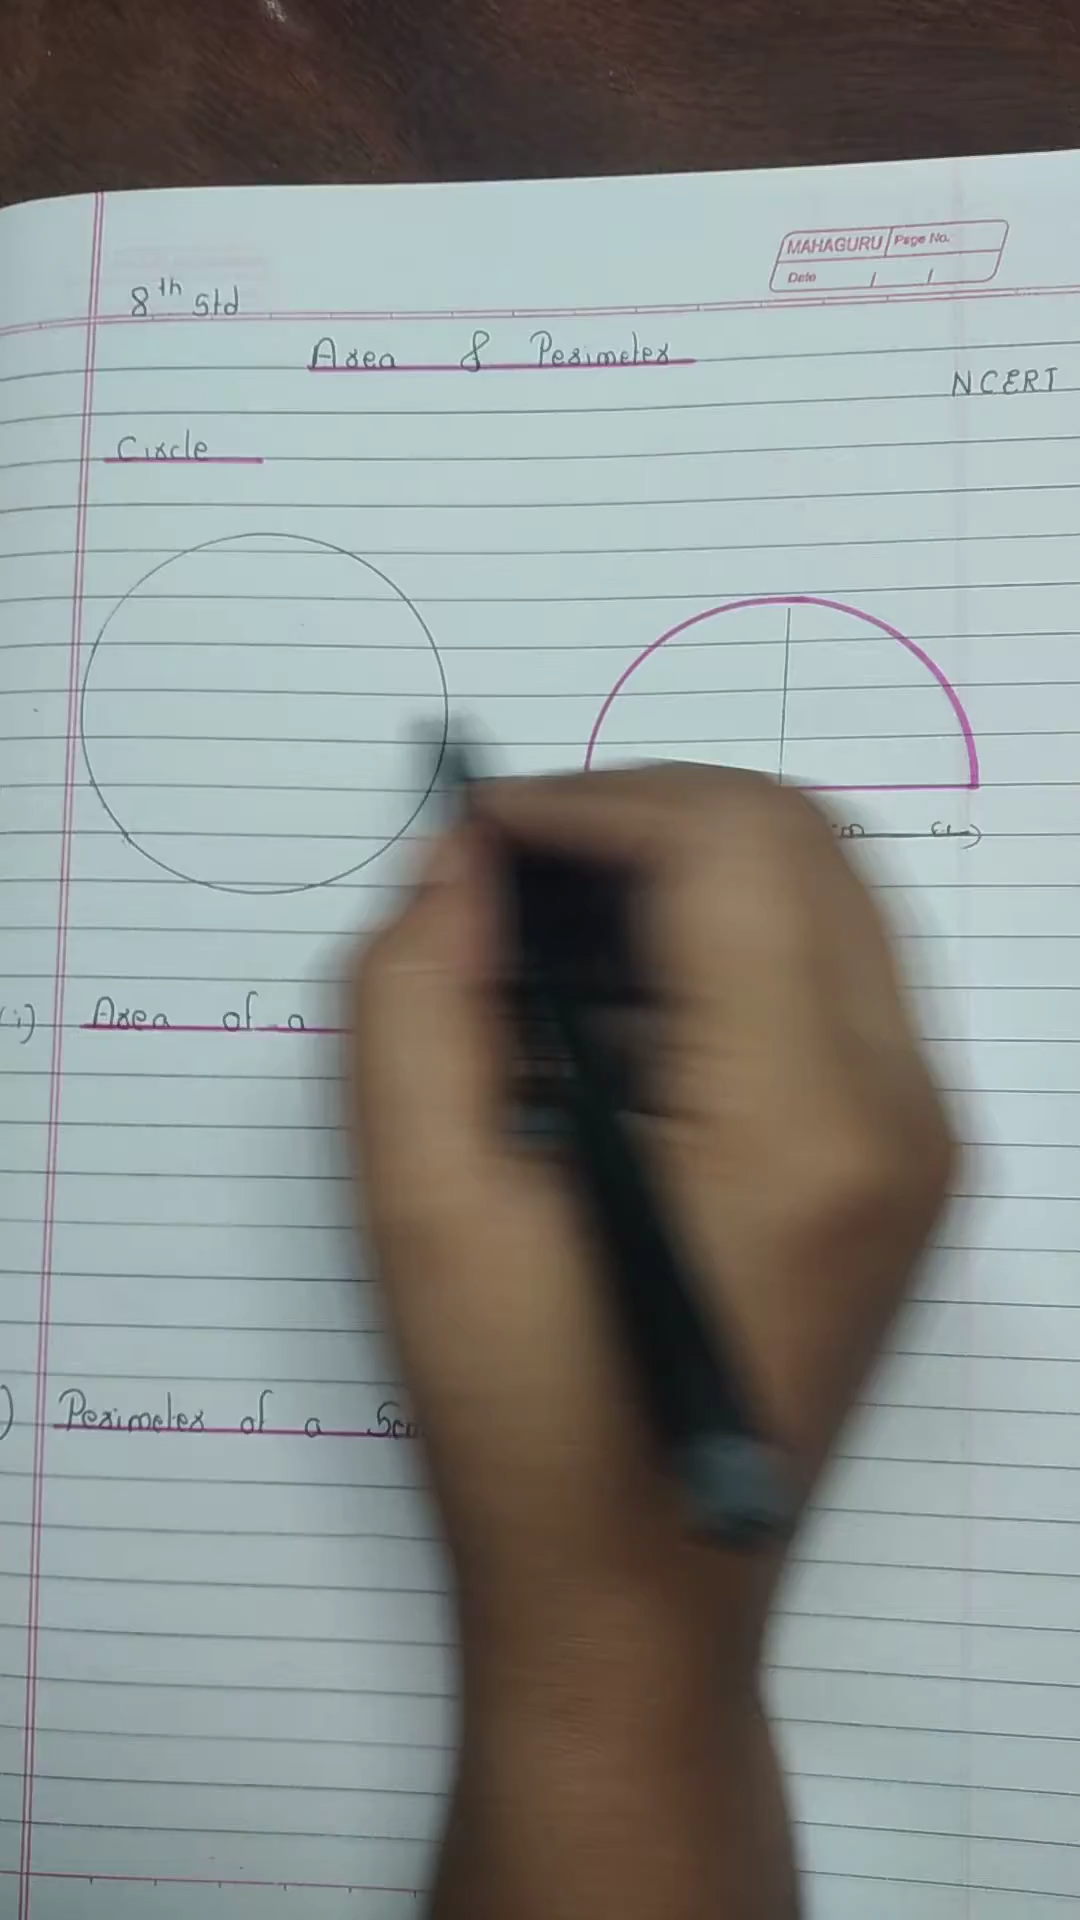 MAHAGURU Page No.
Date / /
8th Std
Area & Perimeter
NCERT
Circle
(i) Area of a
) Perimeter of a